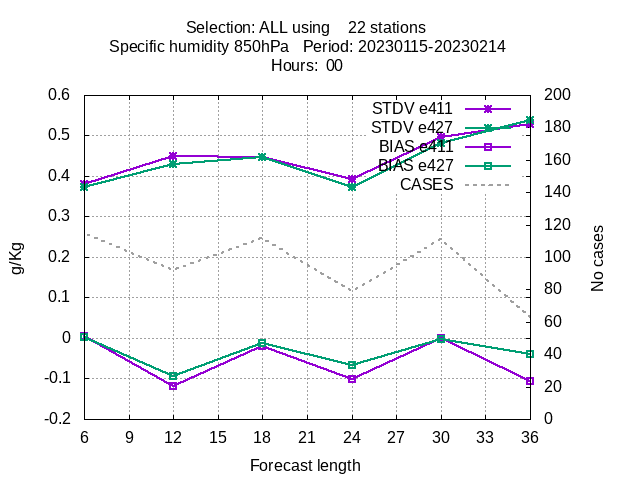 Selection: ALL using    22 stations
Specific humidity 850hPa   Period: 20230115-20230214
Hours:  00
0.6
0.5
0.4
0.3
0.2
0.1
0
-0.1
-0.2
g/Kg
STDV e411
STDV e427
BIAS e411
BIAS e427
CASES
200
180
160
140
120
100
80
60
40
20
0
No cases
6 9 12 15 18 21 24 27 30 33 36
Forecast length